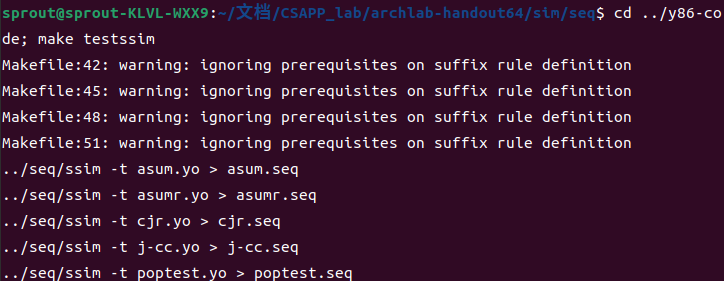 sprout@sprout-KLVL-WXX9:~/文档/CSAPP_lab/archlab-handout64/sim/seq$ cd ../y86-co
de; make testssim
Makefile:42: warning: ignoring prerequisites on suffix rule definition
Makefile:45: warning: ignoring prerequisites on suffix rule definition
Makefile:48: warning: ignoring prerequisites on suffix rule definition
Makefile:51: warning: ignoring prerequisites on suffix rule definition
../seq/ssim -t asum.yo > asum.seq
../seq/ssim -t asumr.yo > asumr.seq
../seq/ssim -t cjr.yo > cjr.seq
../seq/ssim -t j-cc.yo > j-cc.seq
../seq/ssim -t poptest.yo > poptest.seq